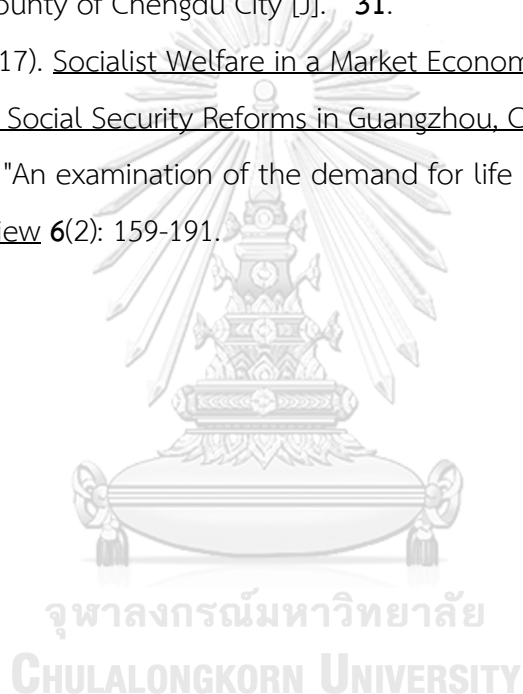 ounty of Chengdu City [J]." 31.
17). Socialist Welfare in a Market Econom
Social Security Reforms in Guangzhou, C
"An examination of the demand for life
iew 6(2): 159-191.
จุฬาลงกรณ์มหาวิทยาลัย
CHULALONGKORN UNIVERSITY